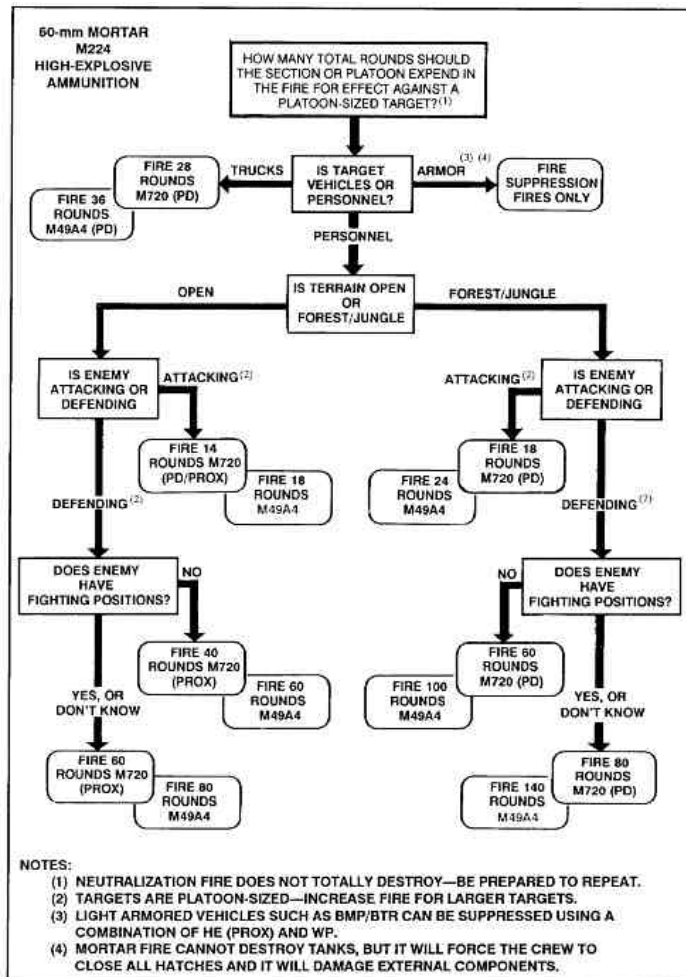 60-mm MORTAR
M224
HIGH-EXPLOSIVE
AMMUNITION
HOW MANY TOTAL ROUNDS SHOULD
THE SECTION OR PLATOON EXPEND IN
THE FIRE FOR EFFECT AGAINST A
PLATOON-SIZED TARGET?(1)
FIRE 28
ROUNDS
M720 (PD)
FIRE 36
ROUNDS
M49A4 (PD)
TRUCKS
IS TARGET
VEHICLES OR
PERSONNEL?
ARMOR (3) (4)
FIRE
SUPPRESSION
FIRES ONLY
PERSONNEL
OPEN
IS TERRAIN OPEN
OR
FOREST/JUNGLE
FOREST/JUNGLE
IS ENEMY
ATTACKING OR
DEFENDING
ATTACKING(2)
FIRE 14
ROUNDS M720
(PD/PROX)
FIRE 18
ROUNDS
M49A4
ATTACKING(2)
IS ENEMY
ATTACKING OR
DEFENDING
FIRE 18
ROUNDS
M720 (PD)
FIRE 24
ROUNDS
M49A4
DEFENDING(2)
DEFENDING(2)
DOES ENEMY
HAVE
FIGHTING POSITIONS?
NO
FIRE 40
ROUNDS M720
(PROX)
FIRE 60
ROUNDS
M49A4
NO
DOES ENEMY
HAVE
FIGHTING POSITIONS?
FIRE 60
ROUNDS
M720 (PD)
FIRE 100
ROUNDS
M49A4
YES, OR
DON'T KNOW
FIRE 60
ROUNDS M720
(PROX)
FIRE 80
ROUNDS
M49A4
YES, OR
DON'T KNOW
FIRE 80
ROUNDS
M720 (PD)
FIRE 140
ROUNDS
M49A4
NOTES:
(1) NEUTRALIZATION FIRE DOES NOT TOTALLY DESTROY—BE PREPARED TO REPEAT.
(2) TARGETS ARE PLATOON-SIZED—INCREASE FIRE FOR LARGER TARGETS.
(3) LIGHT ARMORED VEHICLES SUCH AS BMP/BTR CAN BE SUPPRESSED USING A
COMBINATION OF HE (PROX) AND WP.
(4) MORTAR FIRE CANNOT DESTROY TANKS, BUT IT WILL FORCE THE CREW TO
CLOSE ALL HATCHES AND IT WILL DAMAGE EXTERNAL COMPONENTS.